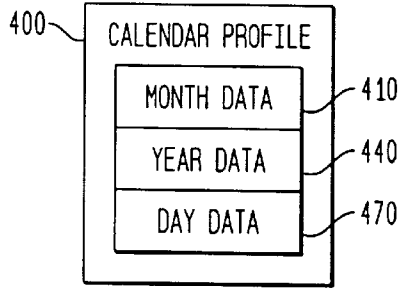 400 CALENDAR PROFILE
MONTH DATA 410
YEAR DATA 440
DAY DATA 470